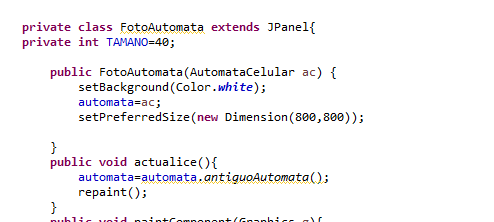 private class FotoAutomata extends JPanel{
private int TAMANO=40;
public FotoAutomata(AutomataCelular ac) {
setBackground(Color.white);
automata=ac;
setPreferredSize(new Dimension(800,800));
}
public void actualice(){
automata=automata.antiguoAutomata();
repaint();
}
public void paintComponent(Graphics g){